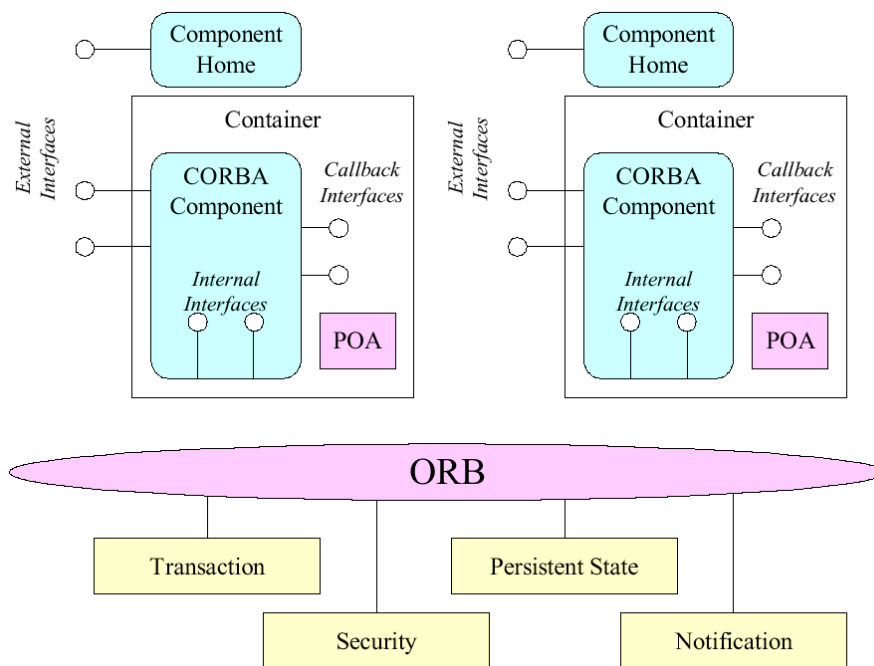 Component
Home
External
Interfaces
Container
CORBA
Component
Callback
Interfaces
Internal
Interfaces
POA
Component
Home
External
Interfaces
Container
CORBA
Component
Callback
Interfaces
Internal
Interfaces
POA
ORB
Transaction
Persistent State
Security
Notification